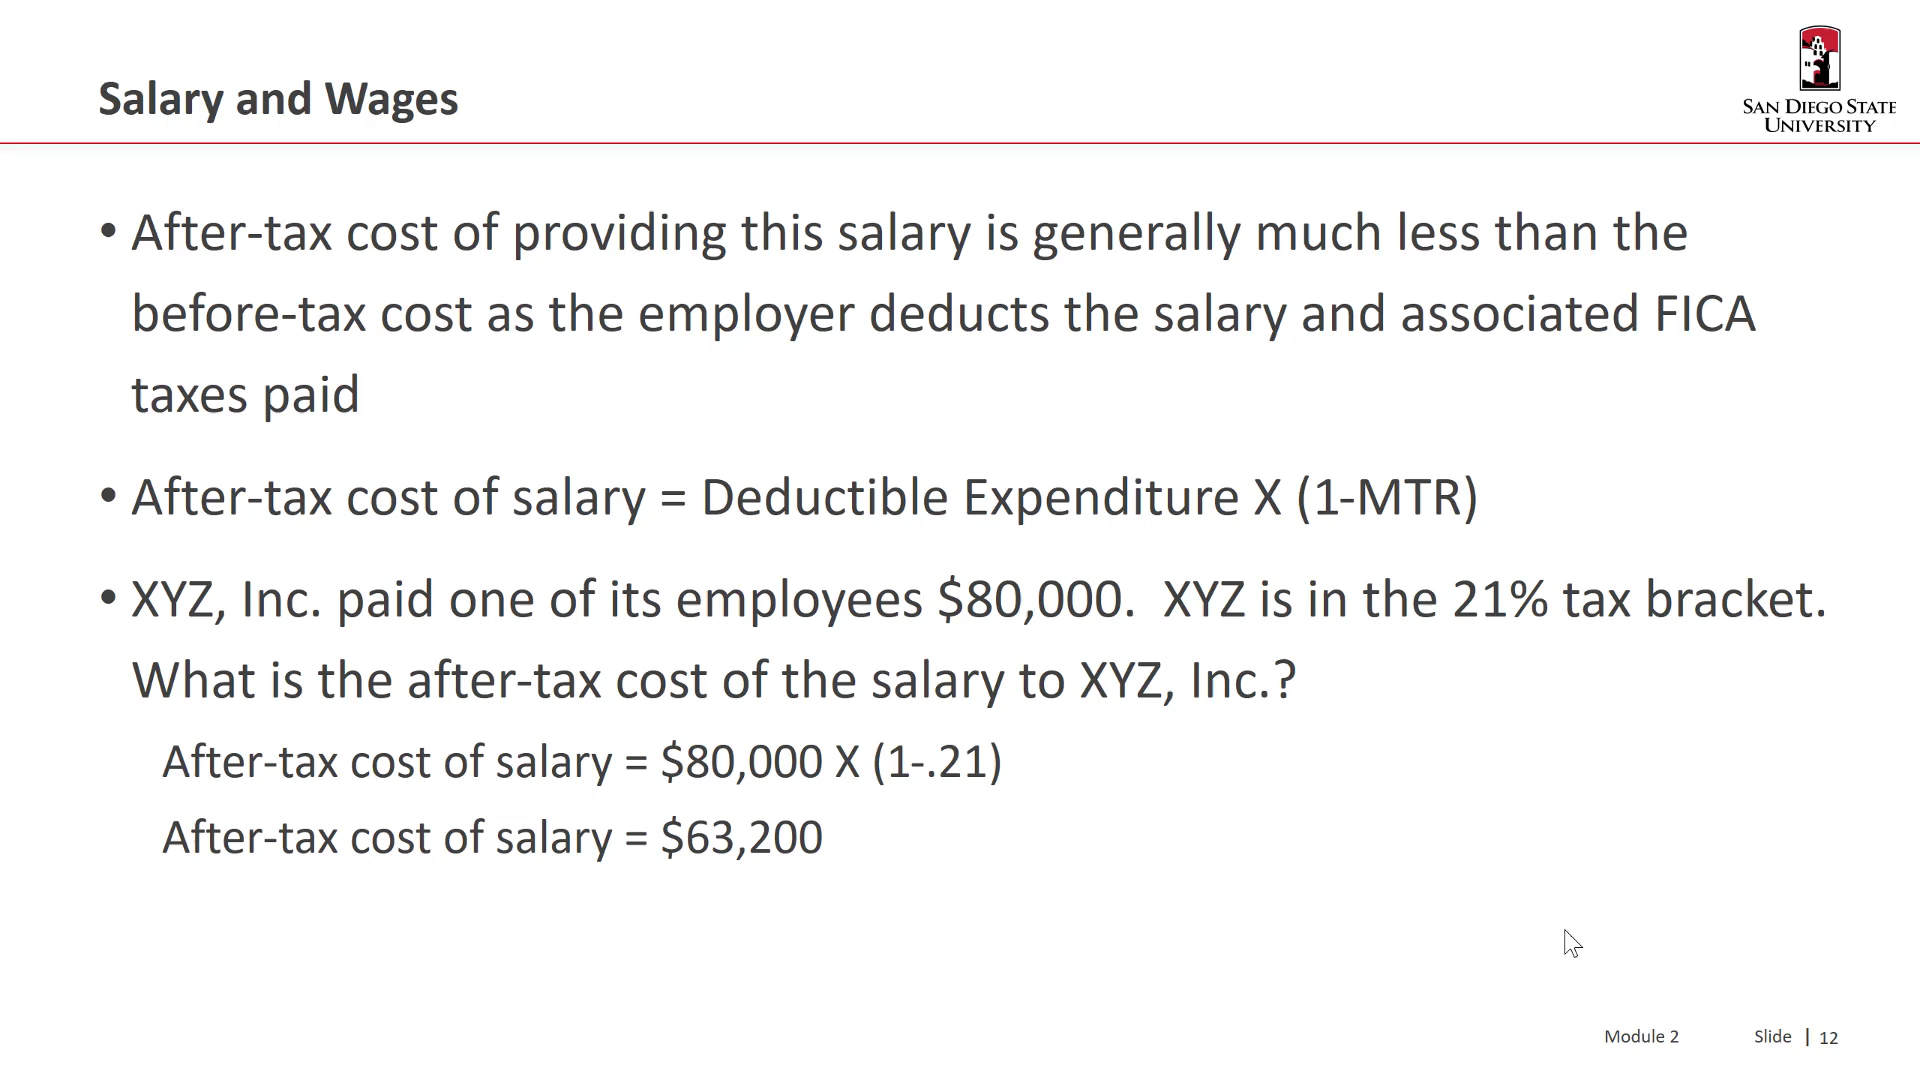 Salary and Wages
SAN DIEGO STATE
UNIVERSITY
• After-tax cost of providing this salary is generally much less than the
before-tax cost as the employer deducts the salary and associated FICA
taxes paid
• After-tax cost of salary = Deductible Expenditure X (1-MTR)
• XYZ, Inc. paid one of its employees $80,000.  XYZ is in the 21% tax bracket.
What is the after-tax cost of the salary to XYZ, Inc.?
After-tax cost of salary = $80,000 X (1-.21)
After-tax cost of salary = $63,200
Module 2 Slide | 12